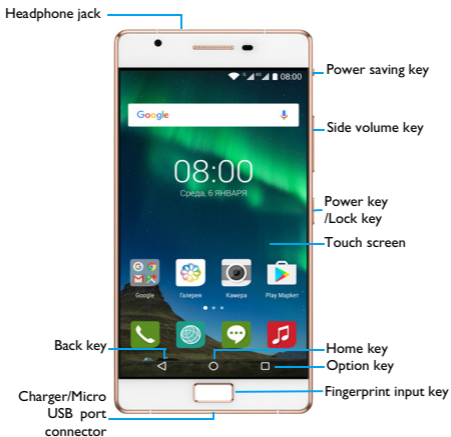 Headphone jack
Power saving key
4G 4G 08:00
Google
Side volume key
08:00
Среда, 6 ЯНВАРЯ
Power key
/Lock key
Touch screen
Google Галерея Камера Play Маркет
Back key
Home key
Option key
Fingerprint input key
Charger/Micro
USB port
connector